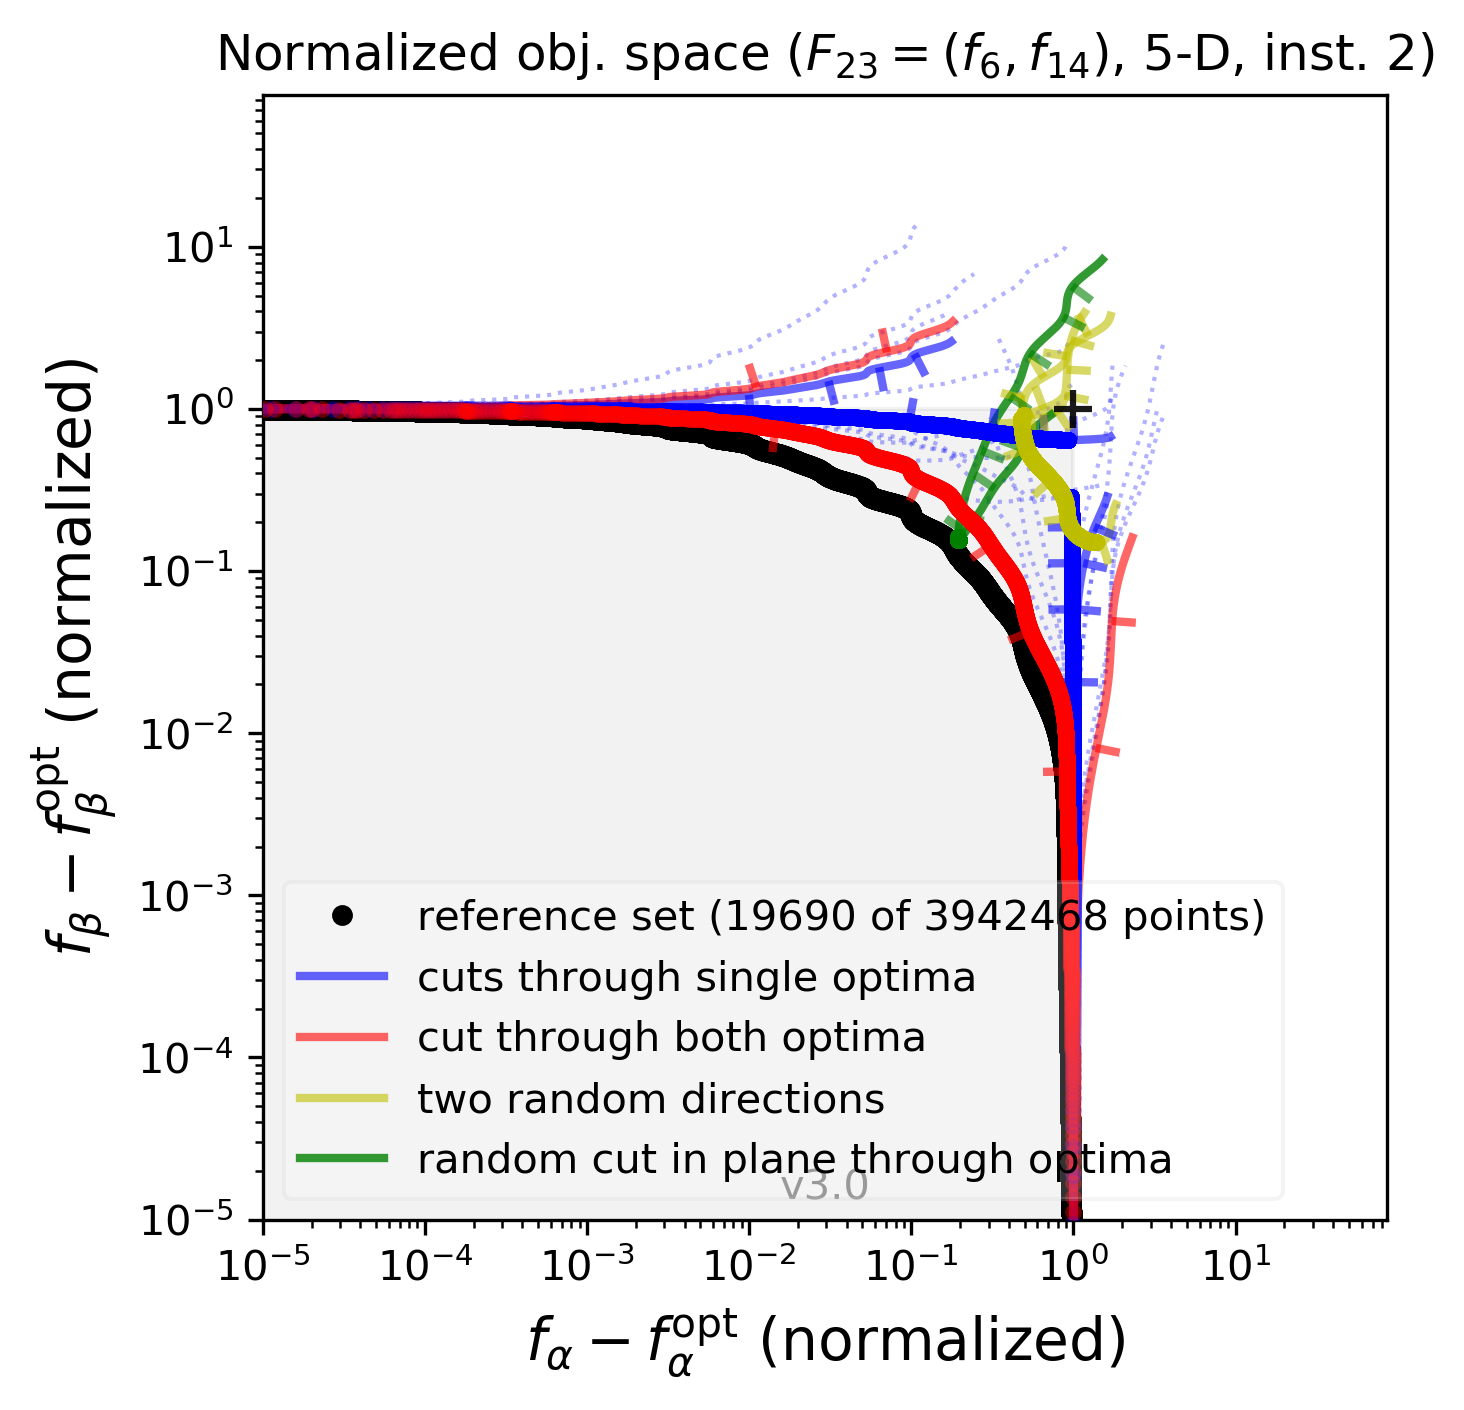 Normalized obj. space (F₂₃ = (f₆, f₁₄), 5-D, inst. 2)
f_β − f_β^opt (normalized)
10¹
10⁰
10⁻¹
10⁻²
10⁻³
10⁻⁴
10⁻⁵
reference set (19690 of 3942468 points)
cuts through single optima
cut through both optima
two random directions
random cut in plane through optima
v3.0
10⁻⁵ 10⁻⁴ 10⁻³ 10⁻² 10⁻¹ 10⁰ 10¹
f_α − f_α^opt (normalized)